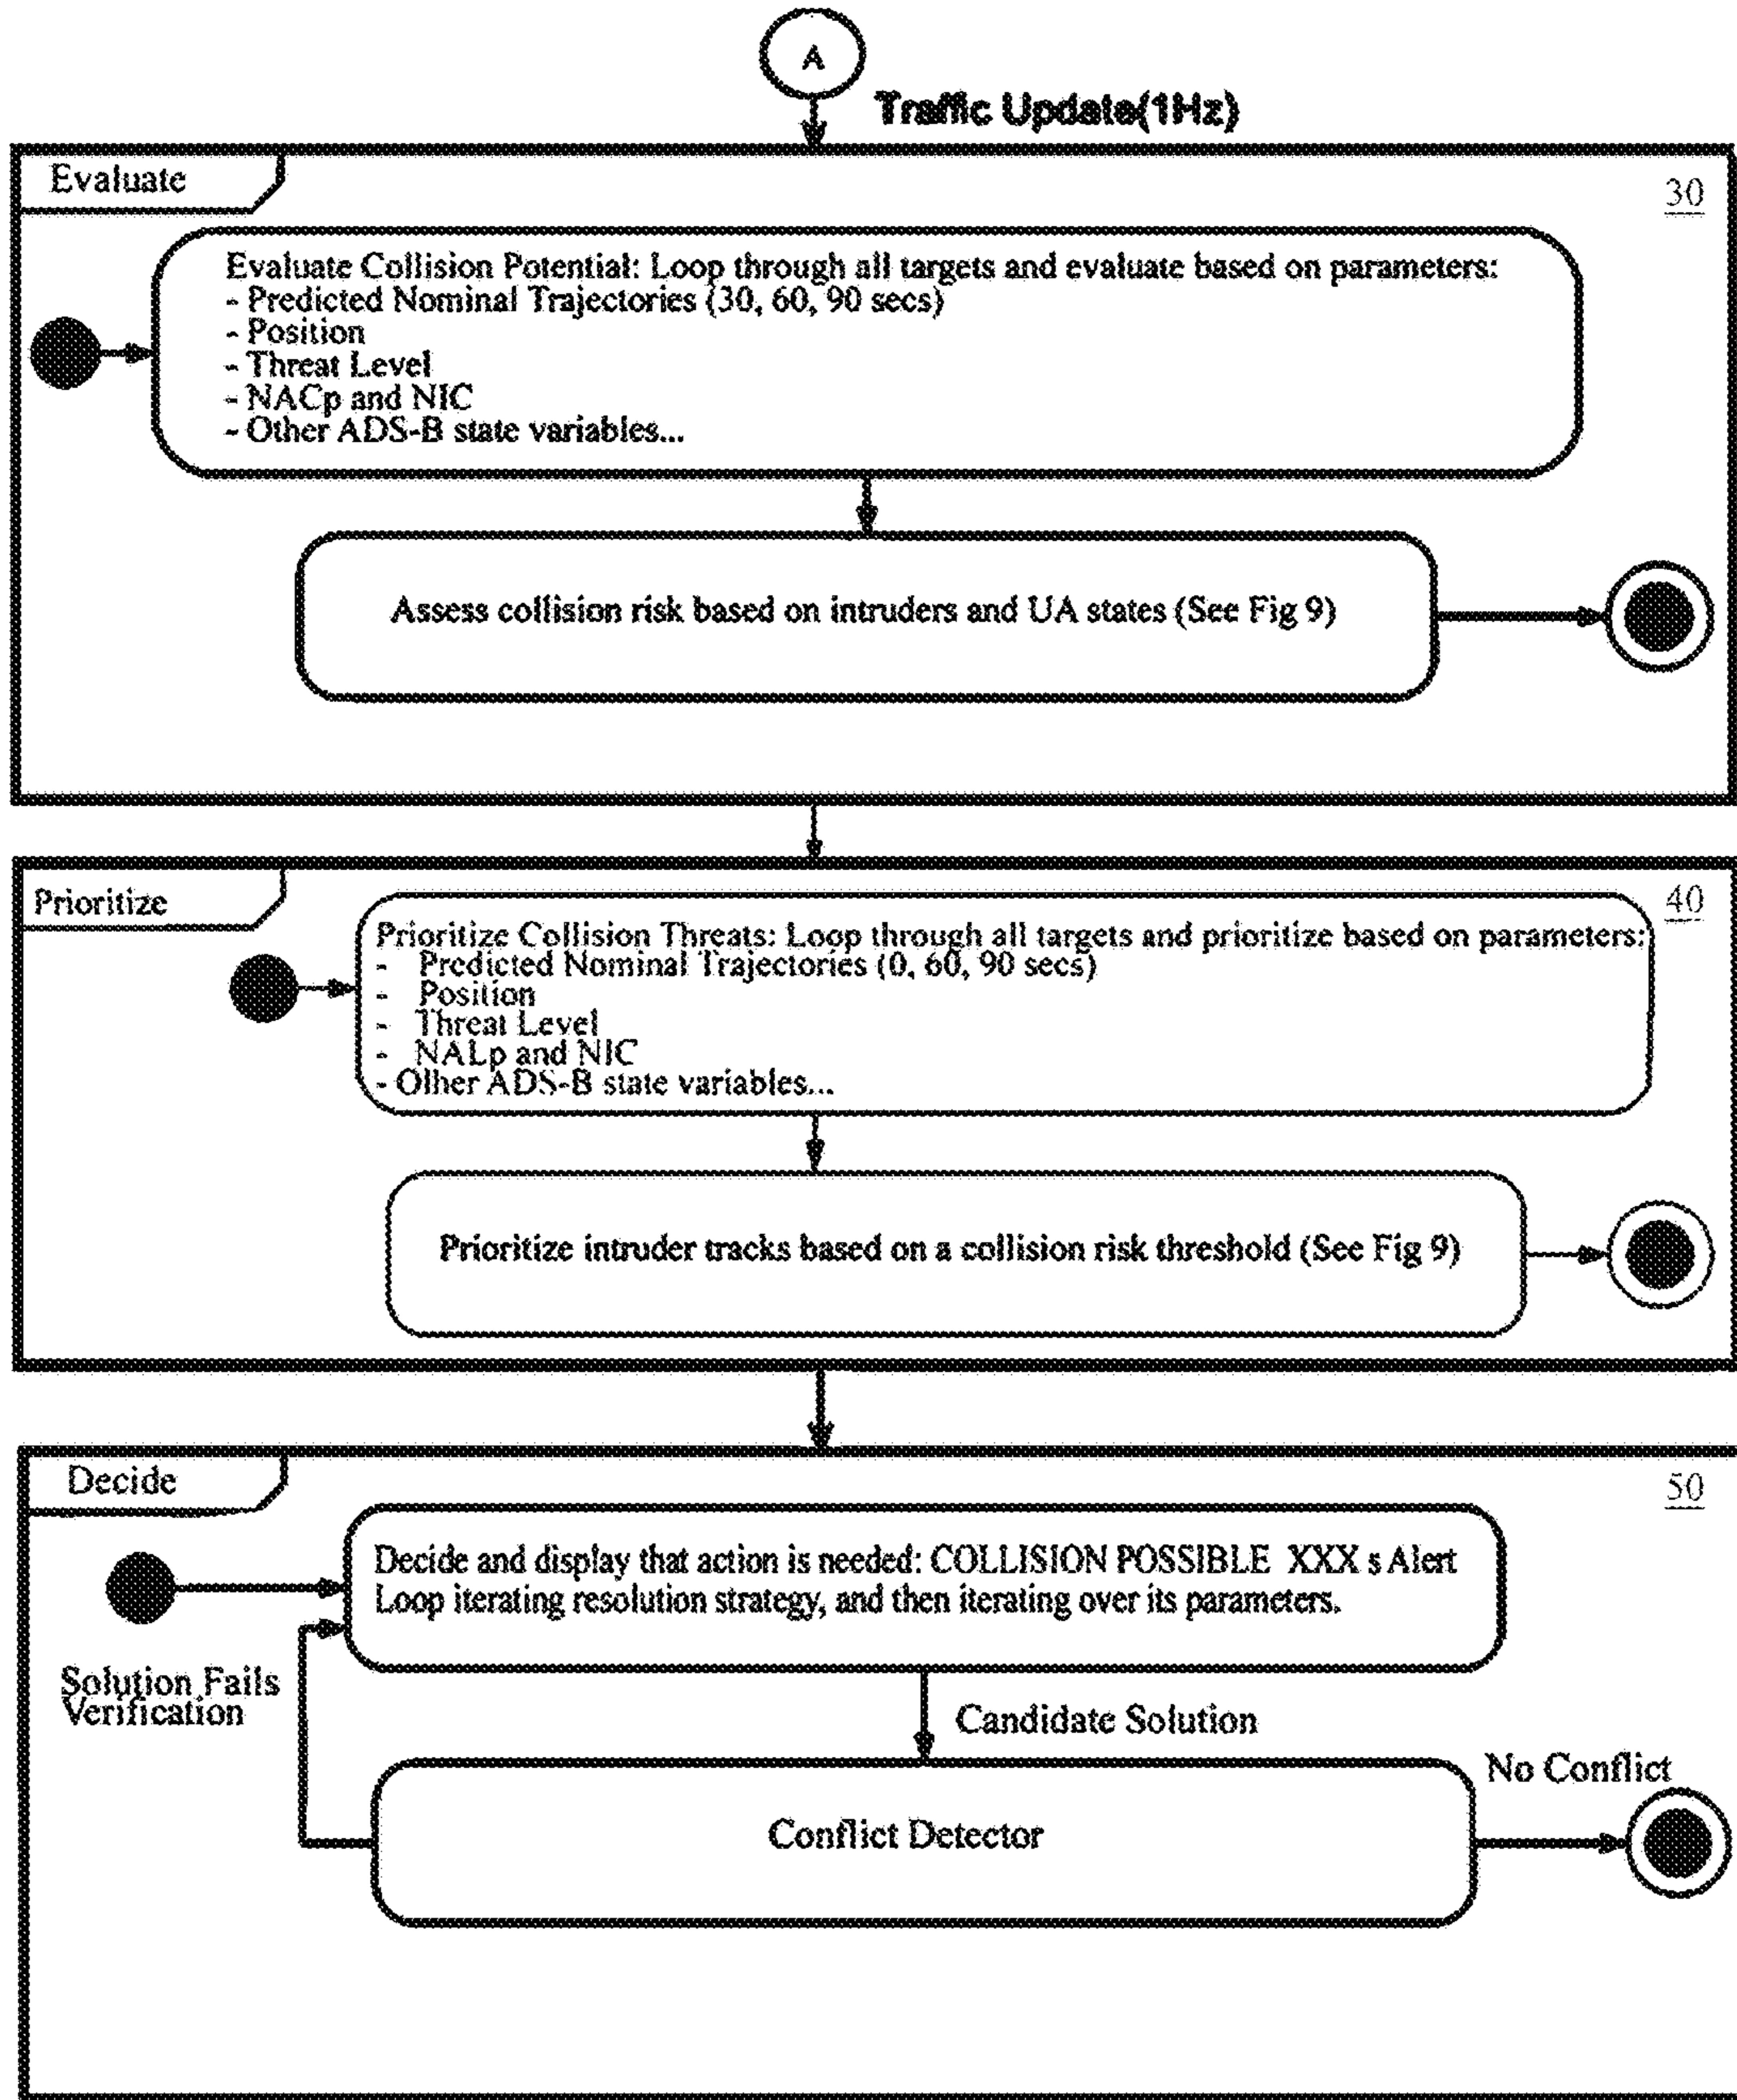 A
Traffic Update(1Hz)
Evaluate
30
Evaluate Collision Potential: Loop through all targets and evaluate based on parameters:
- Predicted Nominal Trajectories (30, 60, 90 secs)
- Position
- Threat Level
- NACp and NIC
- Other ADS-B state variables...
Assess collision risk based on intruders and UA states (See Fig 9)
Prioritize
40
Prioritize Collision Threats: Loop through all targets and prioritize based on parameters:
- Predicted Nominal Trajectories (0, 60, 90 secs)
- Position
- Threat Level
- NALp and NIC
- Olher ADS-B state variables...
Prioritize intruder tracks based on a collision risk threshold (See Fig 9)
Decide
50
Decide and display that action is needed: COLLISION POSSIBLE XXX s Alert
Loop iterating resolution strategy, and then iterating over its parameters.
Solution Fails
Verification
Candidate Solution
No Conflict
Conflict Detector